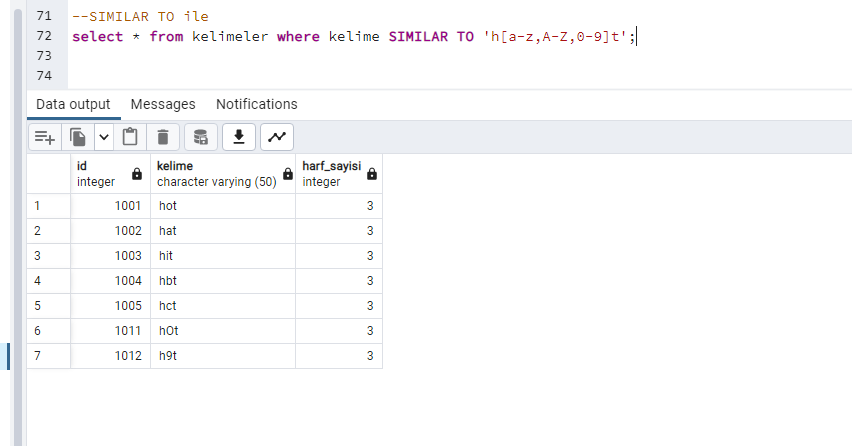 71 --SIMILAR TO ile
72 select * from kelimeler where kelime SIMILAR TO 'h[a-z,A-Z,0-9]t';
73
74
Data output Messages Notifications
id kelime harf_sayisi
integer character varying (50) integer
1 1001 hot 3
2 1002 hat 3
3 1003 hit 3
4 1004 hbt 3
5 1005 hct 3
6 1011 h0t 3
7 1012 h9t 3